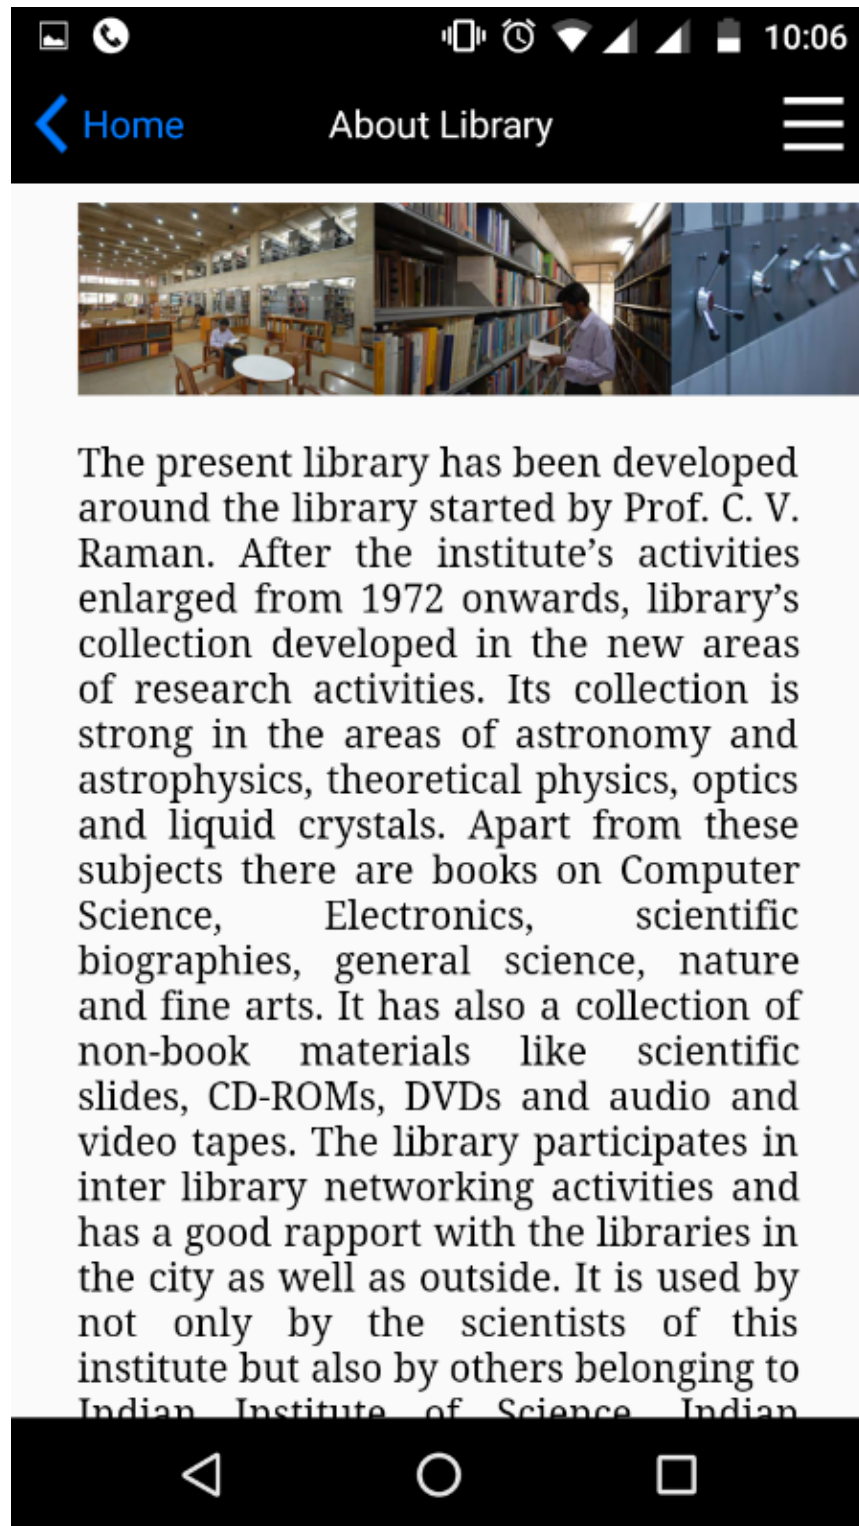 10:06
Home
About Library
The present library has been developed
around the library started by Prof. C. V.
Raman. After the institute’s activities
enlarged from 1972 onwards, library’s
collection developed in the new areas
of research activities. Its collection is
strong in the areas of astronomy and
astrophysics, theoretical physics, optics
and liquid crystals. Apart from these
subjects there are books on Computer
Science, Electronics, scientific
biographies, general science, nature
and fine arts. It has also a collection of
non-book materials like scientific
slides, CD-ROMs, DVDs and audio and
video tapes. The library participates in
inter library networking activities and
has a good rapport with the libraries in
the city as well as outside. It is used by
not only by the scientists of this
institute but also by others belonging to
Indian Institute of Science, Indian